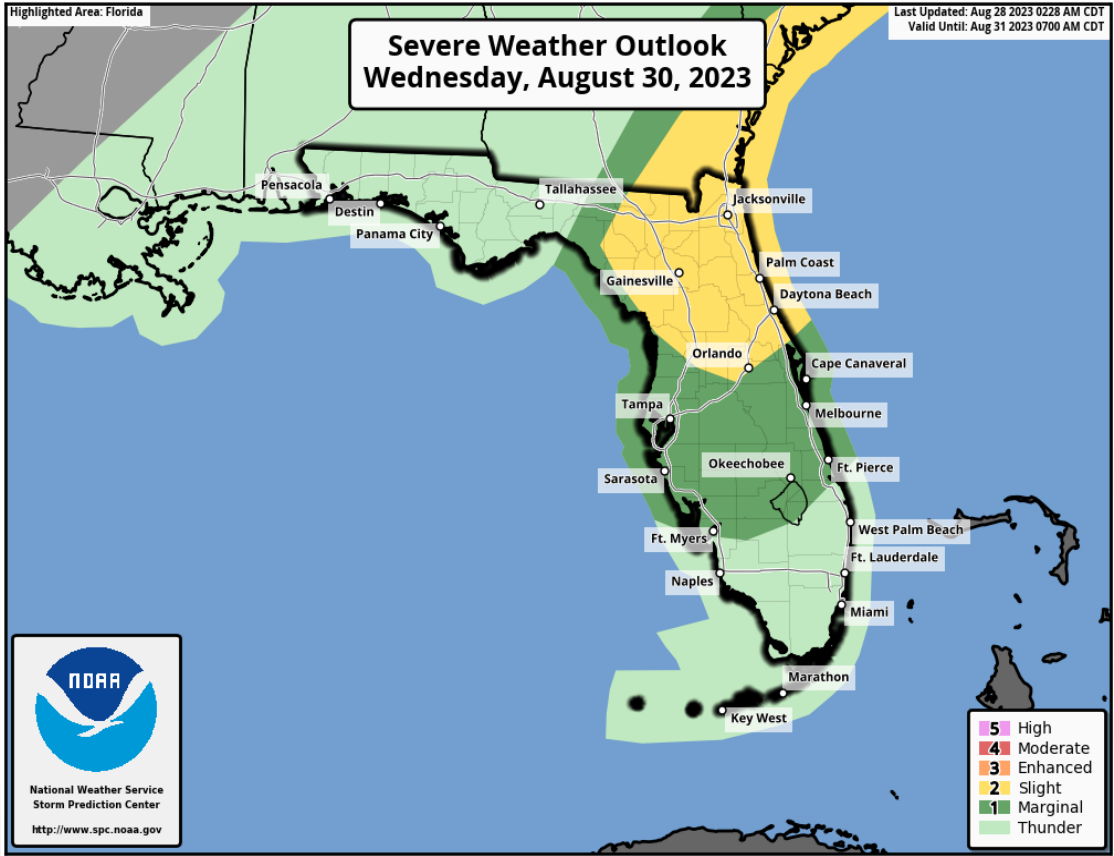 Highlighted Area: Florida
Severe Weather Outlook
Wednesday, August 30, 2023
Last Updated: Aug 28 2023 0228 AM CDT
Valid Until: Aug 31 2023 0700 AM CDT
Pensacola
Destin
Panama City
Tallahassee
Jacksonville
Gainesville
Palm Coast
Daytona Beach
Orlando
Cape Canaveral
Tampa
Melbourne
Okeechobee
Ft. Pierce
Sarasota
West Palm Beach
Ft. Myers
Ft. Lauderdale
Naples
Miami
Marathon
Key West
NOAA
National Weather Service
Storm Prediction Center
http://www.spc.noaa.gov
5 High
4 Moderate
3 Enhanced
2 Slight
1 Marginal
Thunder